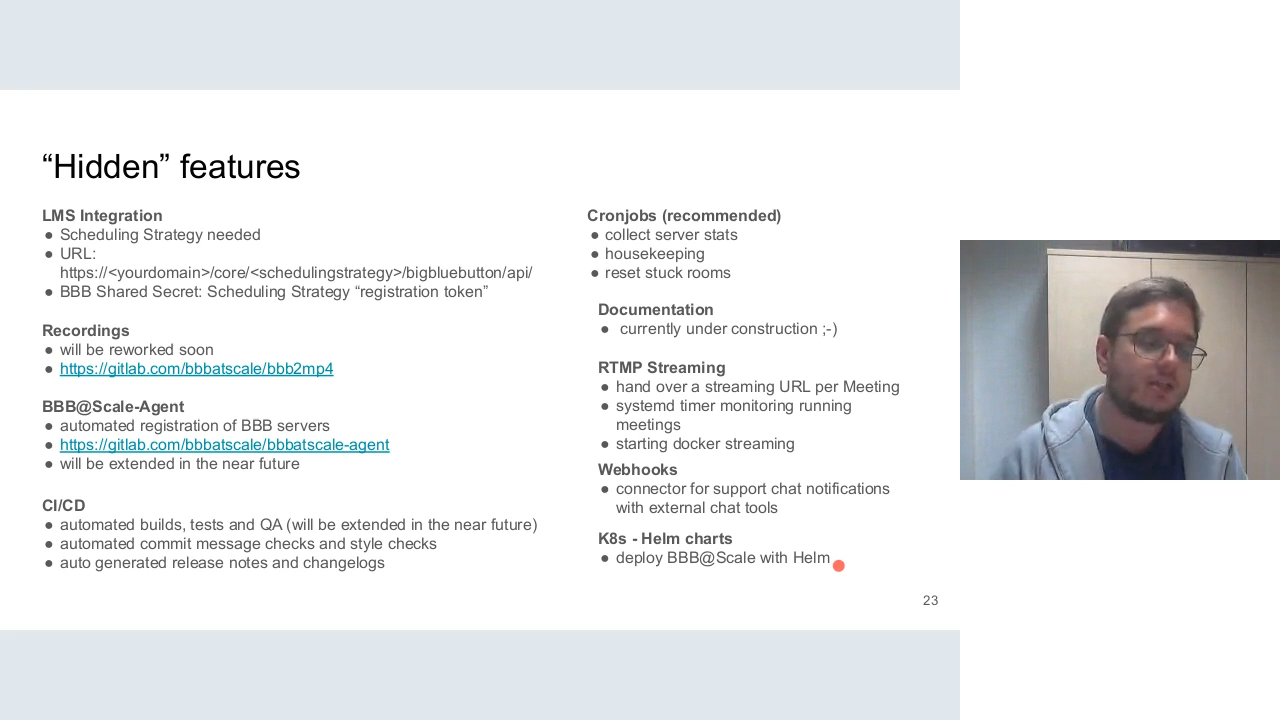 “Hidden” features
LMS Integration
● Scheduling Strategy needed
● URL:
https://<yourdomain>/core/<schedulingstrategy>/bigbluebutton/api/
● BBB Shared Secret: Scheduling Strategy “registration token”
Recordings
● will be reworked soon
● https://gitlab.com/bbbatscale/bbb2mp4
BBB@Scale-Agent
● automated registration of BBB servers
● https://gitlab.com/bbbatscale/bbbatscale-agent
● will be extended in the near future
CI/CD
● automated builds, tests and QA (will be extended in the near future)
● automated commit message checks and style checks
● auto generated release notes and changelogs
Cronjobs (recommended)
● collect server stats
● housekeeping
● reset stuck rooms
Documentation
● currently under construction ;-)
RTMP Streaming
● hand over a streaming URL per Meeting
● systemd timer monitoring running
meetings
● starting docker streaming
Webhooks
● connector for support chat notifications
with external chat tools
K8s - Helm charts
● deploy BBB@Scale with Helm
23